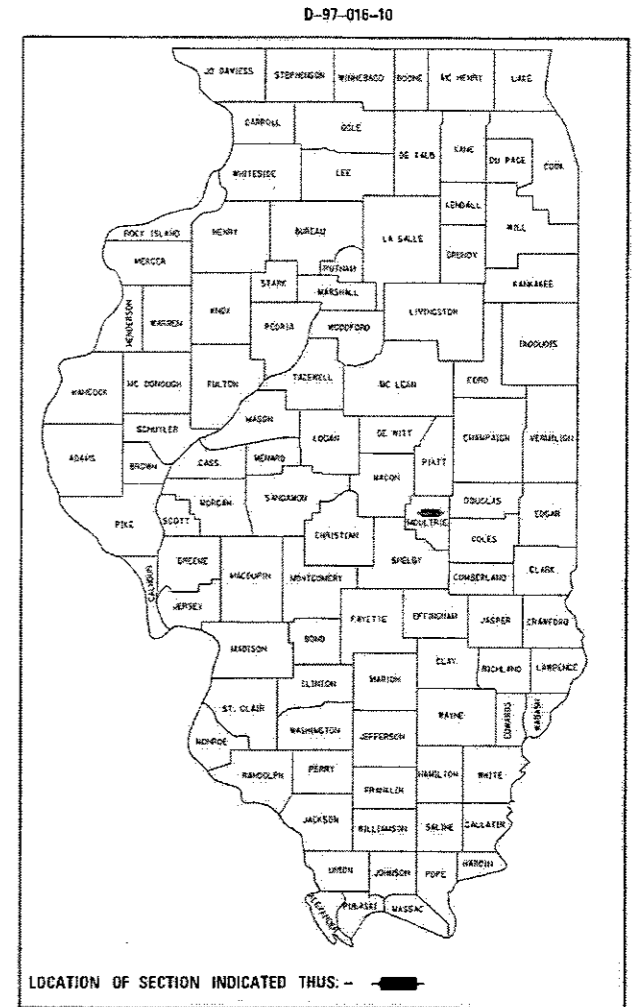 D-97-016-10
JO DAVIESS STEPHENSON WINNEBAGO BOONE MC HENRY LAKE
CARROLL OGLE
DE KALB KANE DU PAGE COOK
WHITESIDE LEE
KENDALL
ROCK ISLAND HENRY BUREAU LA SALLE GRUNDY WILL
MERCER PUTNAM
STARK MARSHALL KANKAKEE
HENDERSON WARREN KNOX PEORIA WOODFORD LIVINGSTON IROQUOIS
HANCOCK MC DONOUGH FULTON TAZEWELL MC LEAN FORD
MASON
SCHUYLER LOGAN DE WITT CHAMPAIGN VERMILION
ADAMS BROWN CASS MENARD MACON PIATT
MORGAN SANGAMON DOUGLAS
PIKE SCOTT CHRISTIAN MOULTRIE COLES EDGAR
CALHOUN GREENE MACOUPIN MONTGOMERY SHELBY CUMBERLAND CLARK
JERSEY FAYETTE EFFINGHAM JASPER CRAWFORD
MADISON BOND CLAY RICHLAND LAWRENCE
CLINTON MARION
ST. CLAIR WAYNE EDWARDS WABASH
MONROE WASHINGTON JEFFERSON
RANDOLPH PERRY HAMILTON WHITE
FRANKLIN
JACKSON WILLIAMSON SALINE GALLATIN
UNION JOHNSON POPE HARDIN
ALEXANDER PULASKI MASSAC
LOCATION OF SECTION INDICATED THUS: -